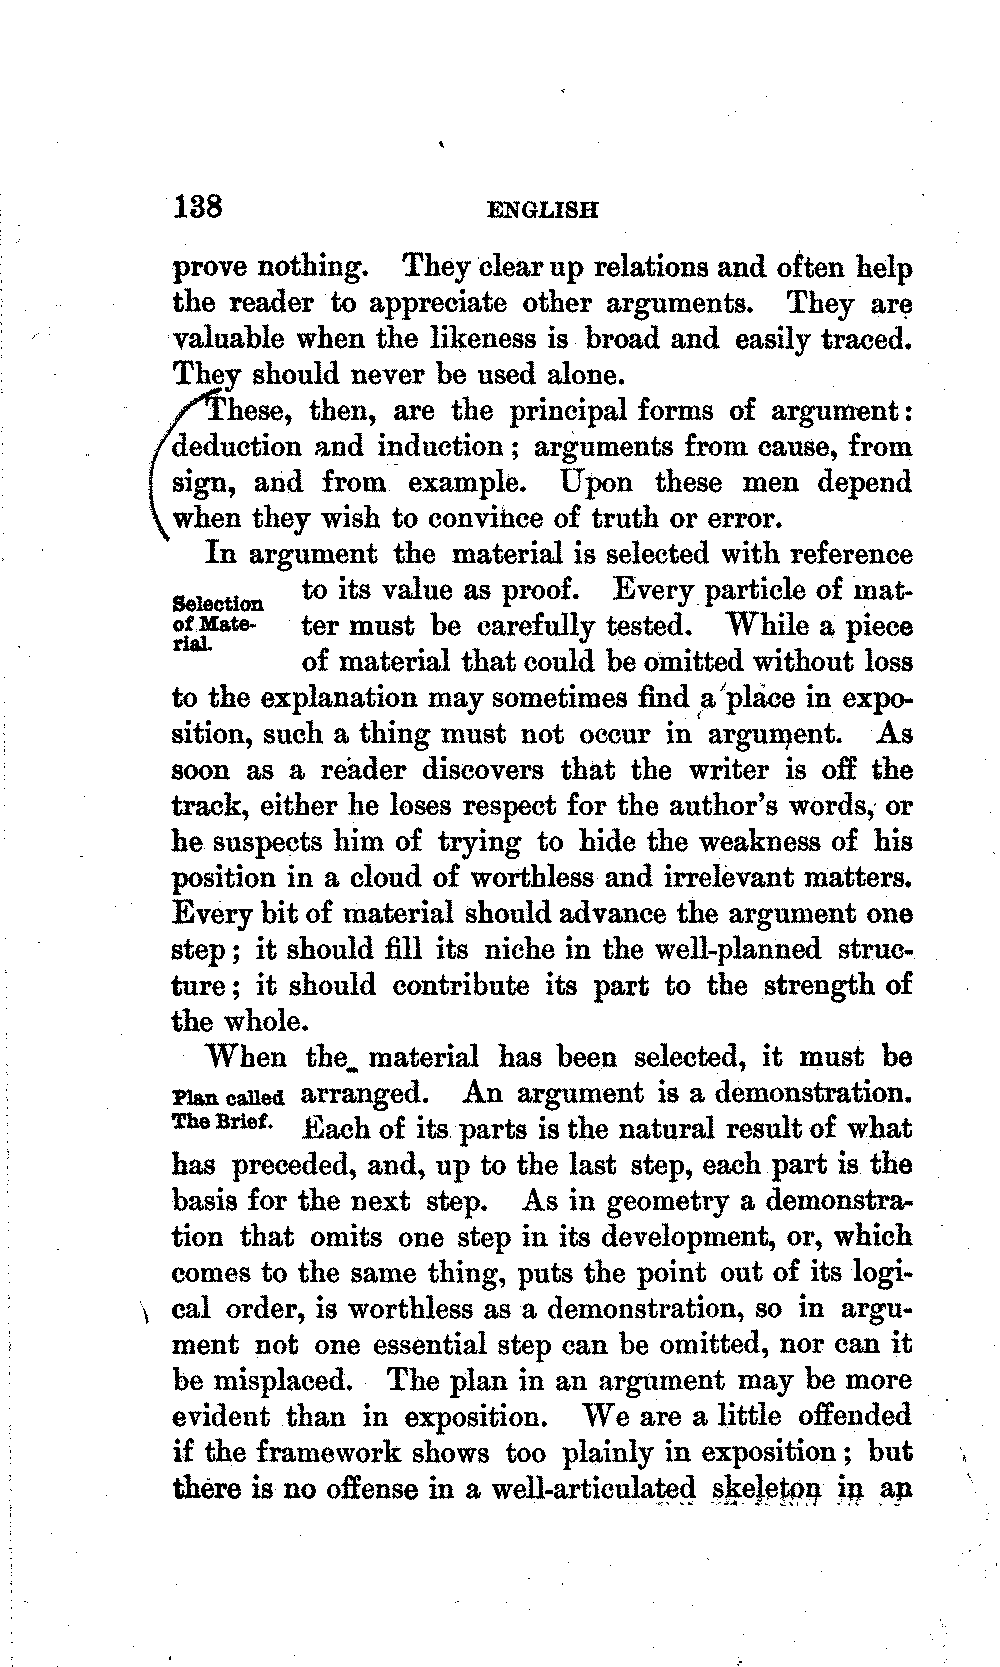 138 ENGLISH
prove nothing. They clear up relations and often help
the reader to appreciate other arguments. They are
valuable when the likeness is broad and easily traced.
They should never be used alone.
These, then, are the principal forms of argument:
deduction and induction; arguments from cause, from
sign, and from example. Upon these men depend
when they wish to convince of truth or error.
In argument the material is selected with reference
Selection
of Mate-
rial.
to its value as proof. Every particle of mat-
ter must be carefully tested. While a piece
of material that could be omitted without loss
to the explanation may sometimes find a place in expo-
sition, such a thing must not occur in argument. As
soon as a reader discovers that the writer is off the
track, either he loses respect for the author's words, or
he suspects him of trying to hide the weakness of his
position in a cloud of worthless and irrelevant matters.
Every bit of material should advance the argument one
step; it should fill its niche in the well-planned struc-
ture; it should contribute its part to the strength of
the whole.
When the material has been selected, it must be
Plan called
The Brief.
arranged. An argument is a demonstration.
Each of its parts is the natural result of what
has preceded, and, up to the last step, each part is the
basis for the next step. As in geometry a demonstra-
tion that omits one step in its development, or, which
comes to the same thing, puts the point out of its logi-
cal order, is worthless as a demonstration, so in argu-
ment not one essential step can be omitted, nor can it
be misplaced. The plan in an argument may be more
evident than in exposition. We are a little offended
if the framework shows too plainly in exposition; but
there is no offense in a well-articulated skeleton in an